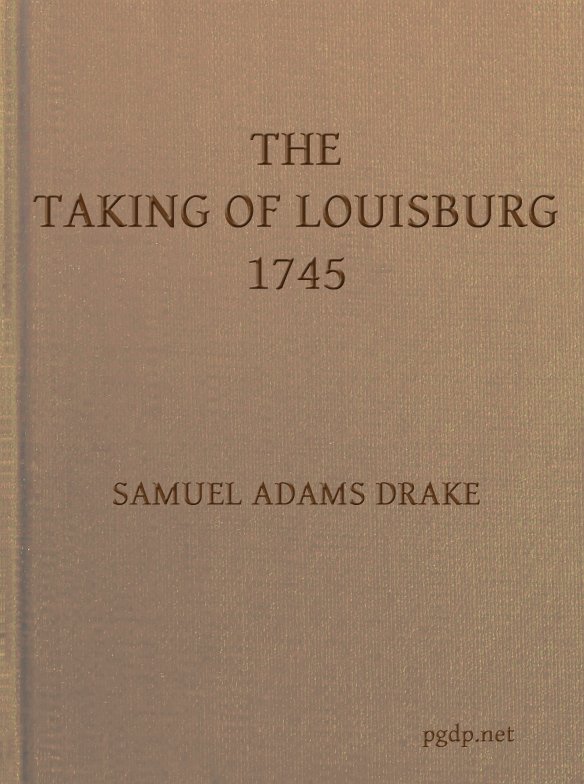 THE
TAKING OF LOUISBURG
1745
SAMUEL ADAMS DRAKE
pgdp.net